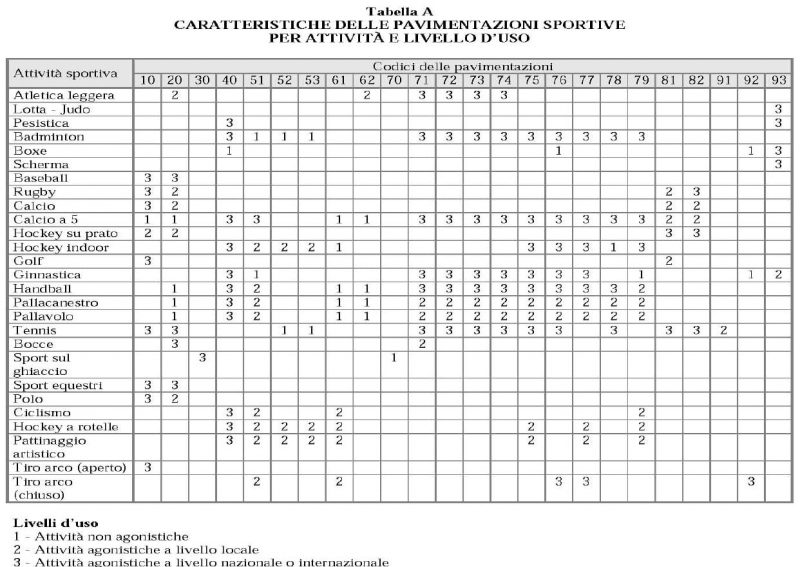 Tabella A
CARATTERISTICHE DELLE PAVIMENTAZIONI SPORTIVE
PER ATTIVITÀ E LIVELLO D'USO
Attività sportiva Codici delle pavimentazioni
10 20 30 40 51 52 53 61 62 70 71 72 73 74 75 76 77 78 79 81 82 91 92 93
Atletica leggera 2 2 3 3 3 3
Lotta - Judo 3
Pesistica 3 3
Badminton 3 1 1 1 3 3 3 3 3 3 3 3 3
Boxe 1 1 1 3
Scherma 3
Baseball 3 3
Rugby 3 2 2 3
Calcio 3 2 2 2
Calcio a 5 1 1 3 3 1 1 3 3 3 3 3 3 3 3 3 2 2
Hockey su prato 2 2 3 3
Hockey indoor 3 2 2 2 1 3 3 3 1 3
Golf 3 2
Ginnastica 3 1 3 3 3 3 3 3 3 1 1 2
Handball 1 3 2 1 1 3 3 3 3 3 3 3 3 2
Pallacanestro 1 3 2 1 1 2 2 2 2 2 2 2 2 2
Pallavolo 1 3 2 1 1 2 2 2 2 2 2 2 2 2
Tennis 3 3 1 1 3 3 3 3 3 3 3 3 3 2
Bocce 3 2
Sport sul
ghiaccio 3 1
Sport equestri 3 3
Polo 3 2
Ciclismo 3 2 2 2
Hockey a rotelle 3 2 2 2 2 2 2 2
Pattinaggio
artistico 3 2 2 2 2 2 2 2
Tiro arco (aperto) 3
Tiro arco
(chiuso) 2 2 3 3 3
Livelli d'uso
1 - Attività non agonistiche
2 - Attività agonistiche a livello locale
3 - Attività agonistiche a livello nazionale o internazionale